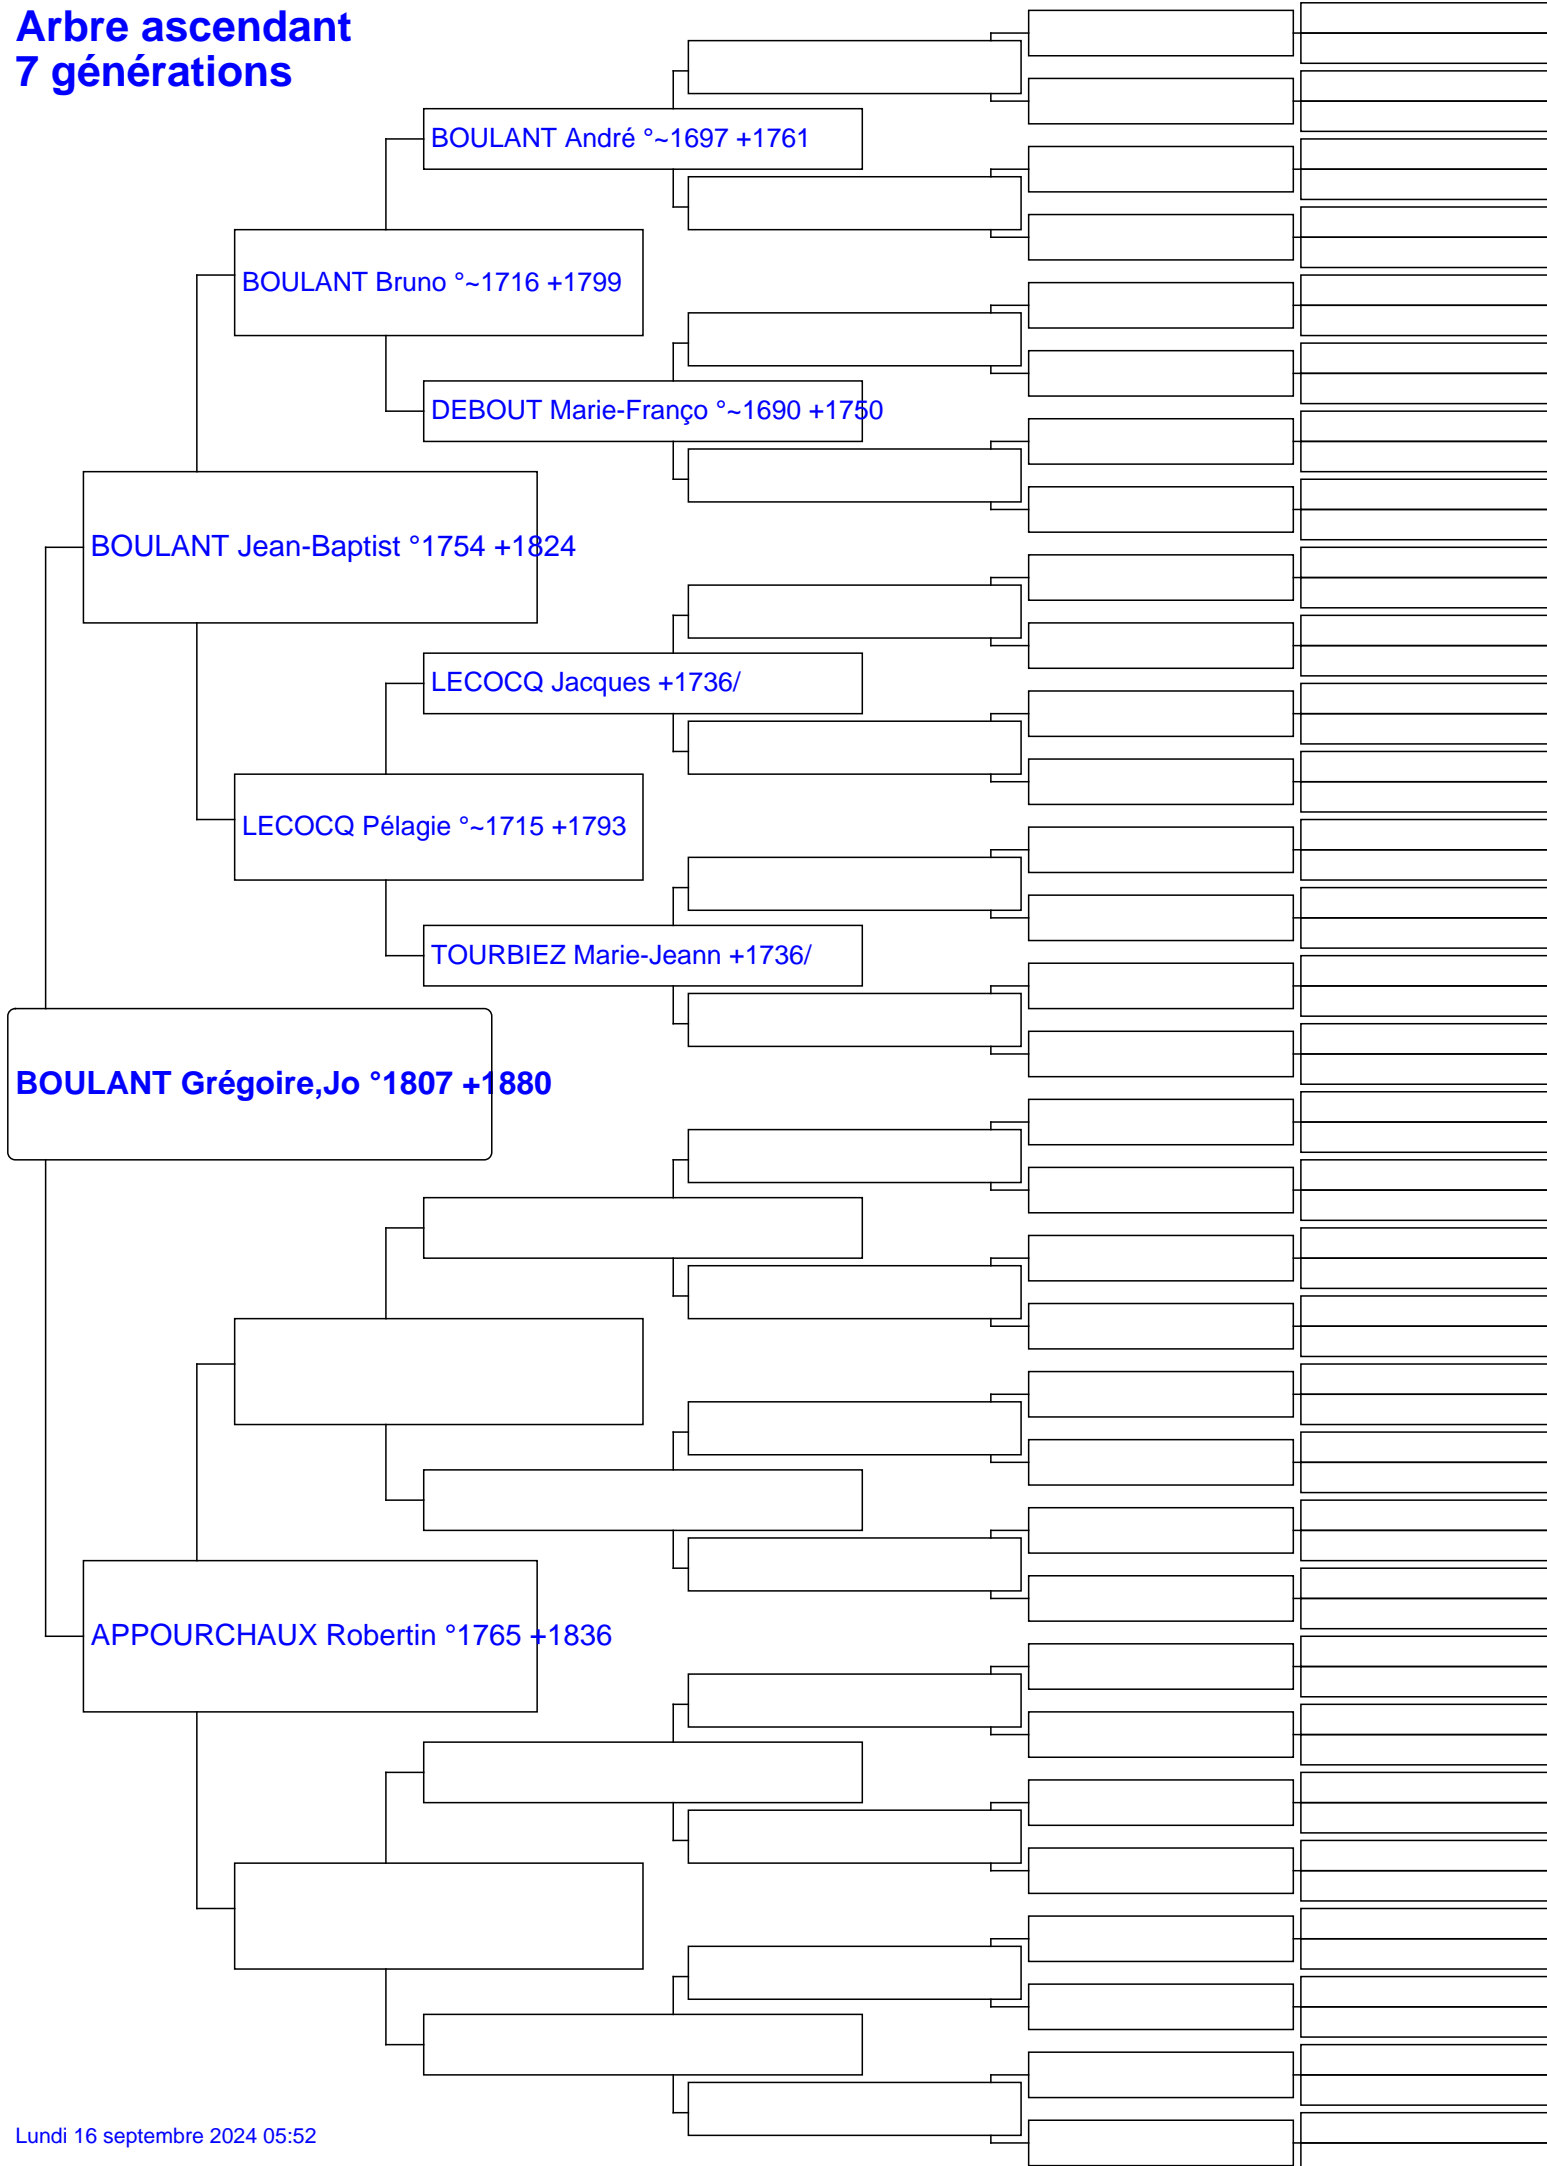 Arbre ascendant
7 générations
BOULANT André °~1697 +1761
BOULANT Bruno °~1716 +1799
DEBOUT Marie-Franço °~1690 +1750
BOULANT Jean-Baptist °1754 +1824
LECOCQ Jacques +1736/
LECOCQ Pélagie °~1715 +1793
TOURBIEZ Marie-Jeann +1736/
BOULANT Grégoire,Jo °1807 +1880
APPOURCHAUX Robertin °1765 +1836
Lundi 16 septembre 2024 05:52